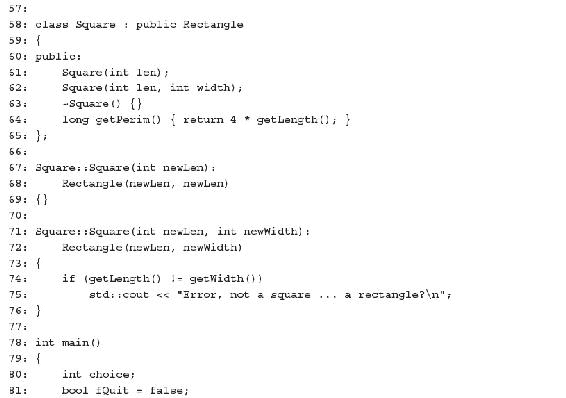 57:
58: class Square : public Rectangle
59: {
60: public:
61:     Square(int len);
62:     Square(int len, int width);
63:     ~Square() {}
64:     long getPerim() { return 4 * getLength(); }
65: };
66:
67: Square::Square(int newLen):
68:     Rectangle(newLen, newLen)
69: {}
70:
71: Square::Square(int newLen, int newWidth):
72:     Rectangle(newLen, newWidth)
73: {
74:     if (getLength() != getWidth())
75:         std::cout << "Error, not a square ... a rectangle?\n";
76: }
77:
78: int main()
79: {
80:     int choice;
81:     bool fQuit = false;